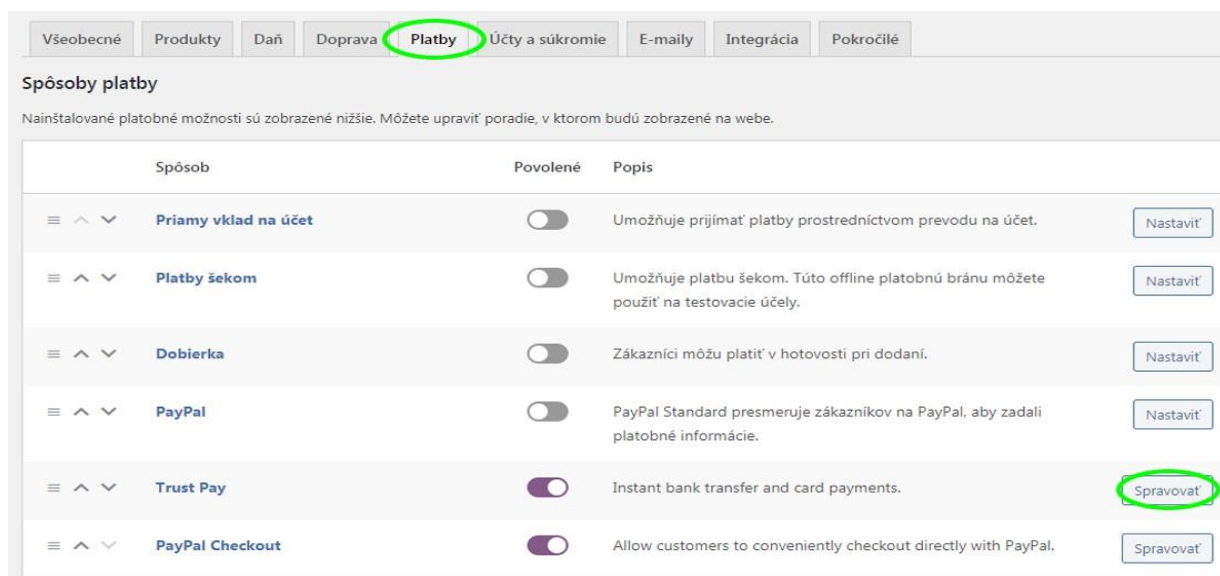 Všeobecné Produkty Daň Doprava Platby Účty a súkromie E-maily Integrácia Pokročilé
Spôsoby platby
Nainštalované platobné možnosti sú zobrazené nižšie. Môžete upraviť poradie, v ktorom budú zobrazené na webe.
Spôsob Povolené Popis
Priamy vklad na účet Umožňuje prijímať platby prostredníctvom prevodu na účet. Nastaviť
Platby šekom Umožňuje platbu šekom. Túto offline platobnú bránu môžete Nastaviť
použiť na testovacie účely.
Dobierka Zákazníci môžu platiť v hotovosti pri dodaní. Nastaviť
PayPal PayPal Standard presmeruje zákazníkov na PayPal, aby zadali Nastaviť
platobné informácie.
Trust Pay Instant bank transfer and card payments. Spravovať
PayPal Checkout Allow customers to conveniently checkout directly with PayPal. Spravovať